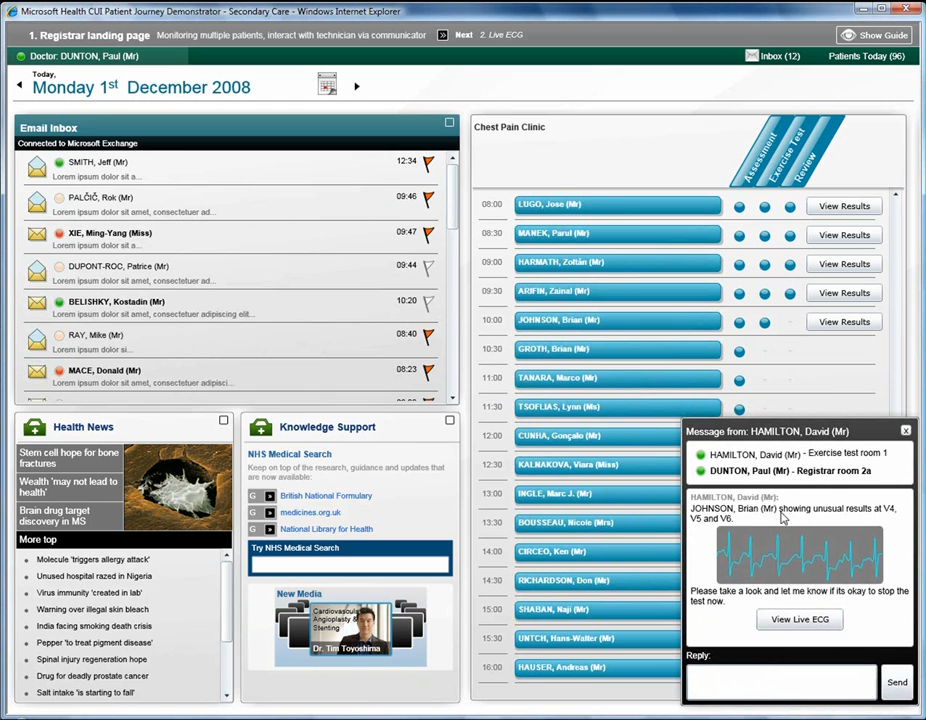 Microsoft Health CUI Patient Journey Demonstrator - Secondary Care - Windows Internet Explorer
1. Registrar landing page Monitoring multiple patients, interact with technician via communicator Next 2. Live ECG Show Guide
Doctor: DUNTON, Paul (Mr) Inbox (12) Patients Today (96)
Today,
Monday 1st December 2008
Email Inbox
Connected to Microsoft Exchange
SMITH, Jeff (Mr) 12:34
Lorem ipsum dolor sit a...
PALČIČ, Rok (Mr) 09:46
Lorem ipsum dolor sit amet, consectetuer ad...
XIE, Ming-Yang (Miss) 09:47
Lorem ipsum dolor sit a...
DUPONT-ROC, Patrice (Mr) 09:44
Lorem ipsum dolor sit amet, consectetuer ad...
BELISHKY, Kostadin (Mr) 10:20
Lorem ipsum dolor sit amet, consectetuer adipiscing elit...
RAY, Mike (Mr) 08:40
Lorem ipsum dolor si...
MACE, Donald (Mr) 08:23
Lorem ipsum dolor sit amet, consectetuer adipisci...
Health News
Stem cell hope for bone
fractures
Wealth 'may not lead to
health'
Brain drug target
discovery in MS
More top
Molecule 'triggers allergy attack'
Unused hospital razed in Nigeria
Virus immunity 'created in lab'
Warning over illegal skin bleach
India facing smoking death crisis
Pepper 'to treat pigment disease'
Spinal injury regeneration hope
Drug for deadly prostate cancer
Salt intake 'is starting to fall'
Knowledge Support
NHS Medical Search
Keep on top of the research, guidance and updates that
are now available:
G British National Formulary
G medicines.org.uk
G National Library for Health
Try NHS Medical Search
New Media
Cardiovascular
Angioplasty &
Stenting
Dr. Tim Toyoshima
Chest Pain Clinic
Assessment
Exercise Test
Review
08:00 LUGO, Jose (Mr) View Results
08:30 MANEK, Parul (Mr) View Results
09:00 HARMATH, Zoltán (Mr) View Results
09:30 ARIFIN, Zainal (Mr) View Results
10:00 JOHNSON, Brian (Mr) View Results
10:30 GROTH, Brian (Mr)
11:00 TANARA, Marco (Mr)
11:30 TSOFLIAS, Lynn (Ms)
12:00 CUNHA, Gonçalo (Mr)
12:30 KALNAKOVA, Viara (Miss)
13:00 INGLE, Marc J. (Mr)
13:30 BOUSSEAU, Nicole (Mrs)
14:00 CIRCEO, Ken (Mr)
14:30 RICHARDSON, Don (Mr)
15:00 SHABAN, Naji (Mr)
15:30 UNTCH, Hans-Walter (Mr)
16:00 HAUSER, Andreas (Mr)
Message from: HAMILTON, David (Mr)
HAMILTON, David (Mr) - Exercise test room 1
DUNTON, Paul (Mr) - Registrar room 2a
HAMILTON, David (Mr):
JOHNSON, Brian (Mr) showing unusual results at V4,
V5 and V6.
Please take a look and let me know if its okay to stop the
test now.
View Live ECG
Reply:
Send